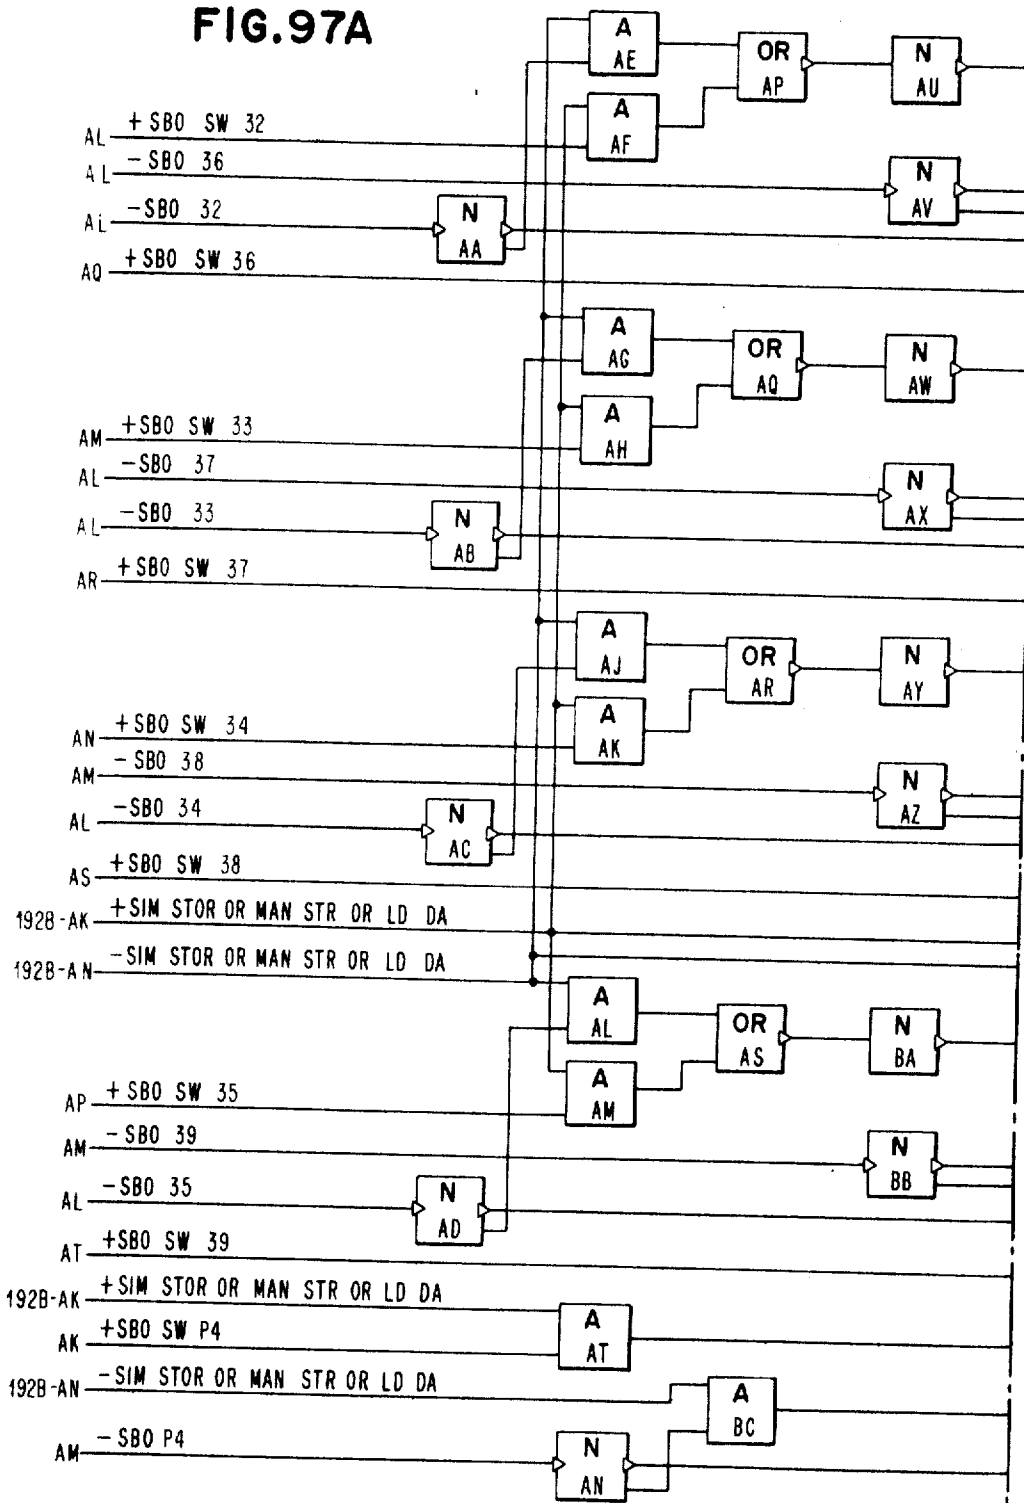 FIG.97A
A
AE
OR
AP
N
AU
AL +SBO SW 32
A
AF
AL -SBO 36
N
AV
AL -SBO 32
N
AA
AQ +SBO SW 36
A
AG
OR
AQ
N
AW
AM +SBO SW 33
A
AH
AL -SBO 37
N
AX
AL -SBO 33
N
AB
AR +SBO SW 37
A
AJ
OR
AR
N
AY
AN +SBO SW 34
A
AK
AM -SBO 38
N
AZ
AL -SBO 34
N
AC
AS +SBO SW 38
192B-AK +SIM STOR OR MAN STR OR LD DA
192B-AN -SIM STOR OR MAN STR OR LD DA
A
AL
OR
AS
N
BA
AP +SBO SW 35
A
AM
AM -SBO 39
N
BB
AL -SBO 35
N
AD
AT +SBO SW 39
192B-AK +SIM STOR OR MAN STR OR LD DA
AK +SBO SW P4
A
AT
192B-AN -SIM STOR OR MAN STR OR LD DA
A
BC
AM -SBO P4
N
AN